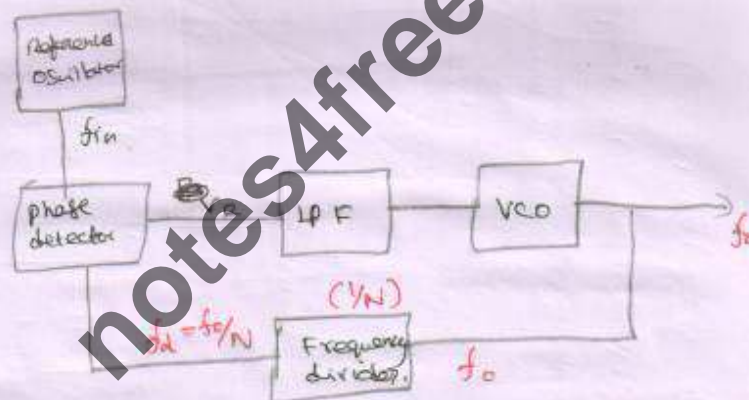 Reference
Oscillator
fin
phase
detector
LPF
VCO
fo
(1/N)
fd = fo/N
Frequency
divider.
fo
notes4free